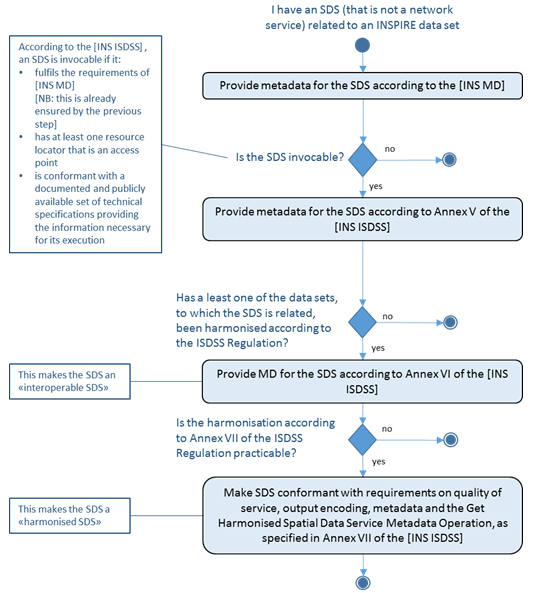 I have an SDS (that is not a network
service) related to an INSPIRE data set
According to the [INS ISDSS] ,
an SDS is invocable if it:
• fulfils the requirements of
[INS MD]
[NB: this is already
ensured by the previous
step]
• has at least one resource
locator that is an access
point
• is conformant with a
documented and publicly
available set of technical
specifications providing
the information necessary
for its execution
Provide metadata for the SDS according to the [INS MD]
Is the SDS invocable?
no
yes
Provide metadata for the SDS according to Annex V of the
[INS ISDSS]
Has a least one of the data sets,
to which the SDS is related,
been harmonised according to
the ISDSS Regulation?
no
yes
This makes the SDS an
«interoperable SDS»
Provide MD for the SDS according to Annex VI of the [INS
ISDSS]
Is the harmonisation according
to Annex VII of the ISDSS
Regulation practicable?
no
yes
This makes the SDS a
«harmonised SDS»
Make SDS conformant with requirements on quality of
service, output encoding, metadata and the Get
Harmonised Spatial Data Service Metadata Operation, as
specified in Annex VII of the [INS ISDSS]